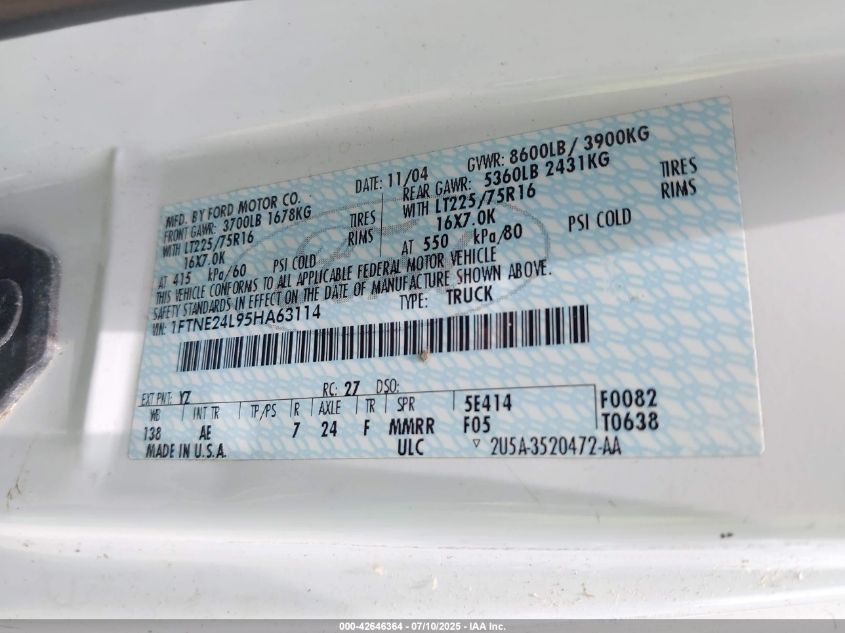 MFD. BY FORD MOTOR CO.
DATE: 11/04
GVWR: 8600LB / 3900KG
FRONT GAWR: 3700LB 1678KG
REAR GAWR: 5360LB 2431KG
WITH LT225/75R16 TIRES
WITH LT225/75R16 TIRES
16X7.0K RIMS
16X7.0K RIMS
AT 415 kPa/60 PSI COLD
AT 550 kPa/80 PSI COLD
THIS VEHICLE CONFORMS TO ALL APPLICABLE FEDERAL MOTOR VEHICLE
SAFETY STANDARDS IN EFFECT ON THE DATE OF MANUFACTURE SHOWN ABOVE.
VIN: 1FTNE24L95HA63114
TYPE: TRUCK
EXT PNT: YZ RC: 27 DSO:
WB INT TR TP/PS R AXLE TR SPR 5E414 F0082
138 AE 7 24 F MMRR F05 T0638
MADE IN U.S.A. ULC ▽ 2U5A-3520472-AA
000-42646364 - 07/10/2025 - IAA Inc.